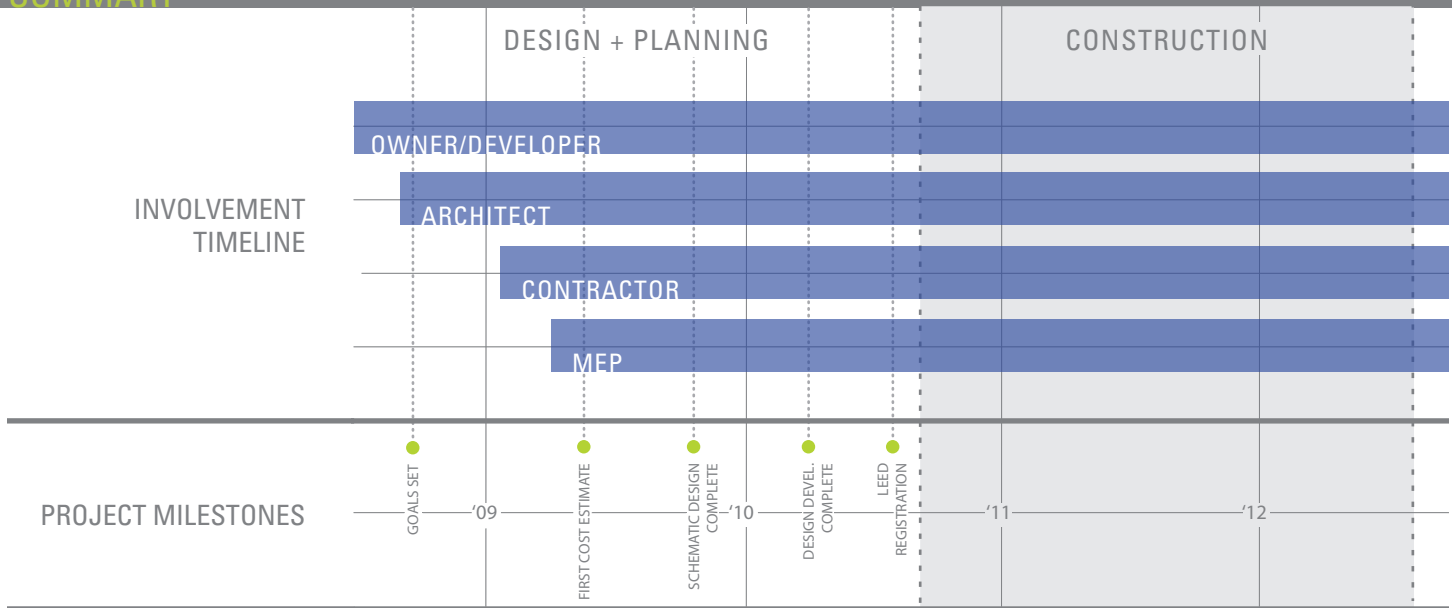 SUMMARY
DESIGN + PLANNING
CONSTRUCTION
OWNER/DEVELOPER
ARCHITECT
CONTRACTOR
MEP
INVOLVEMENT
TIMELINE
PROJECT MILESTONES
GOALS SET
‘09
FIRST COST ESTIMATE
SCHEMATIC DESIGN
COMPLETE
‘10
DESIGN DEVEL.
COMPLETE
LEED
REGISTRATION
‘11
‘12